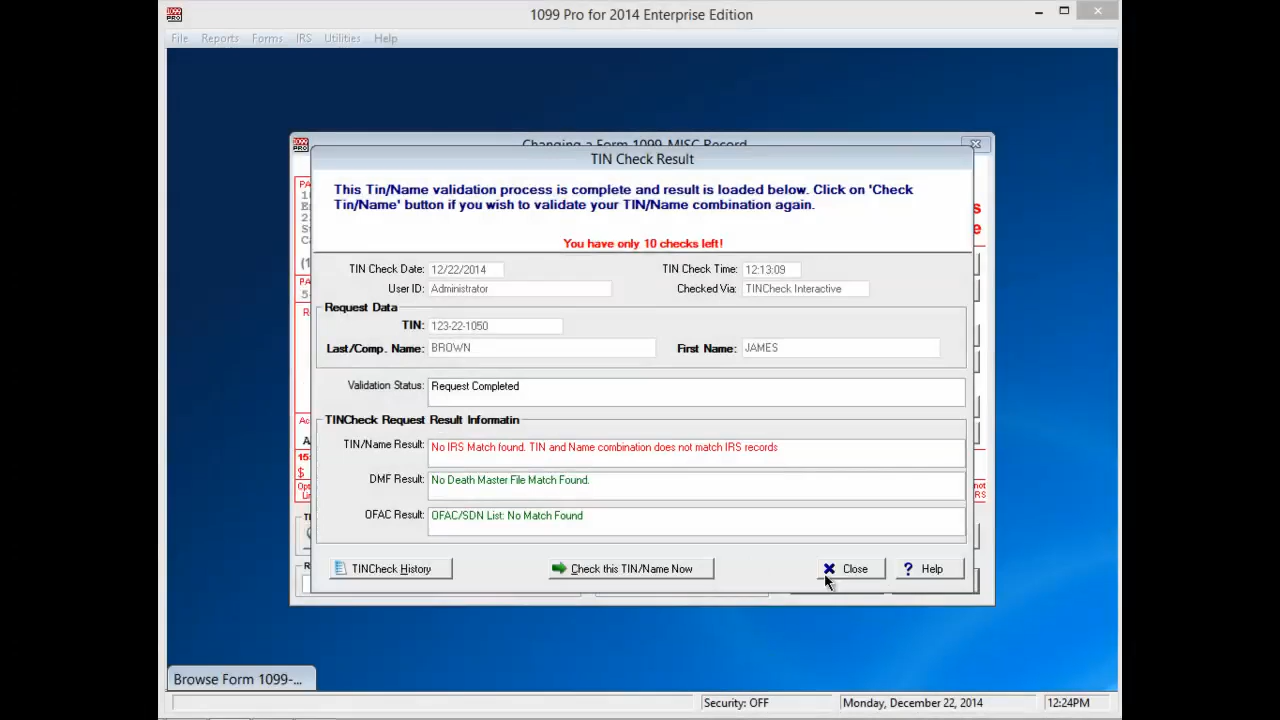 1099 Pro for 2014 Enterprise Edition
File Reports Forms IRS Utilities Help
Changing a Form 1099-MISC Record
TIN Check Result
This Tin/Name validation process is complete and result is loaded below. Click on 'Check
Tin/Name' button if you wish to validate your TIN/Name combination again.
You have only 10 checks left!
TIN Check Date: 12/22/2014 TIN Check Time: 12:13:09
User ID: Administrator Checked Via: TINCheck Interactive
Request Data
TIN: 123-22-1050
Last/Comp. Name: BROWN First Name: JAMES
Validation Status: Request Completed
TINCheck Request Result Informatin
TIN/Name Result: No IRS Match found. TIN and Name combination does not match IRS records
DMF Result: No Death Master File Match Found.
OFAC Result: OFAC/SDN List: No Match Found
TINCheck History Check this TIN/Name Now Close Help
Browse Form 1099-...
Security: OFF Monday, December 22, 2014 12:24PM